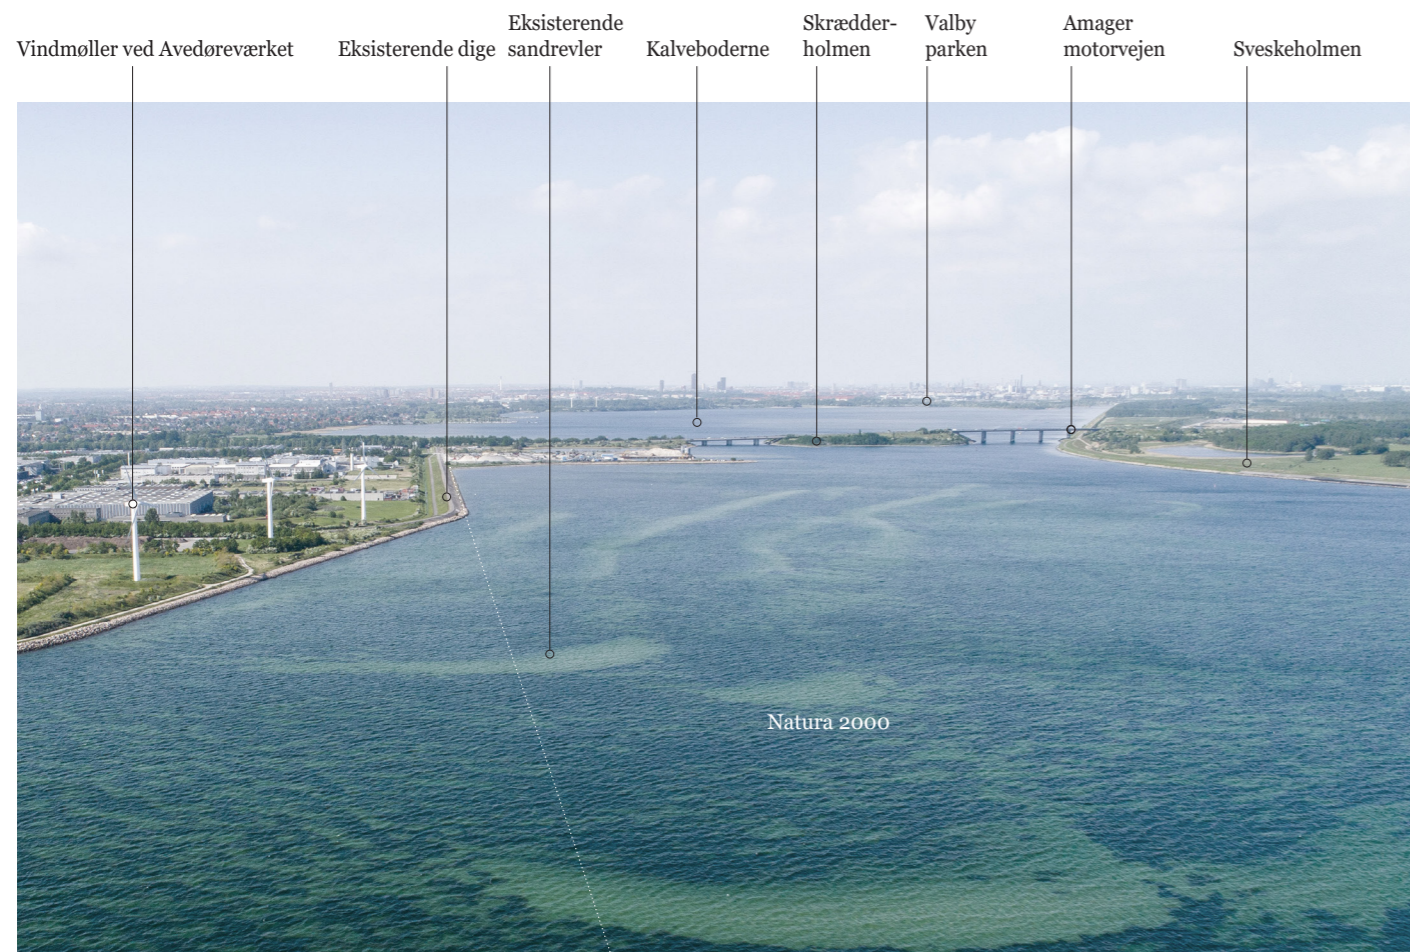 Vindmøller ved Avedøreværket
Eksisterende dige
Eksisterende
sandrevler
Kalveboderne
Skrædder-
holmen
Valby
parken
Amager
motorvejen
Sveskeholmen
Natura 2000